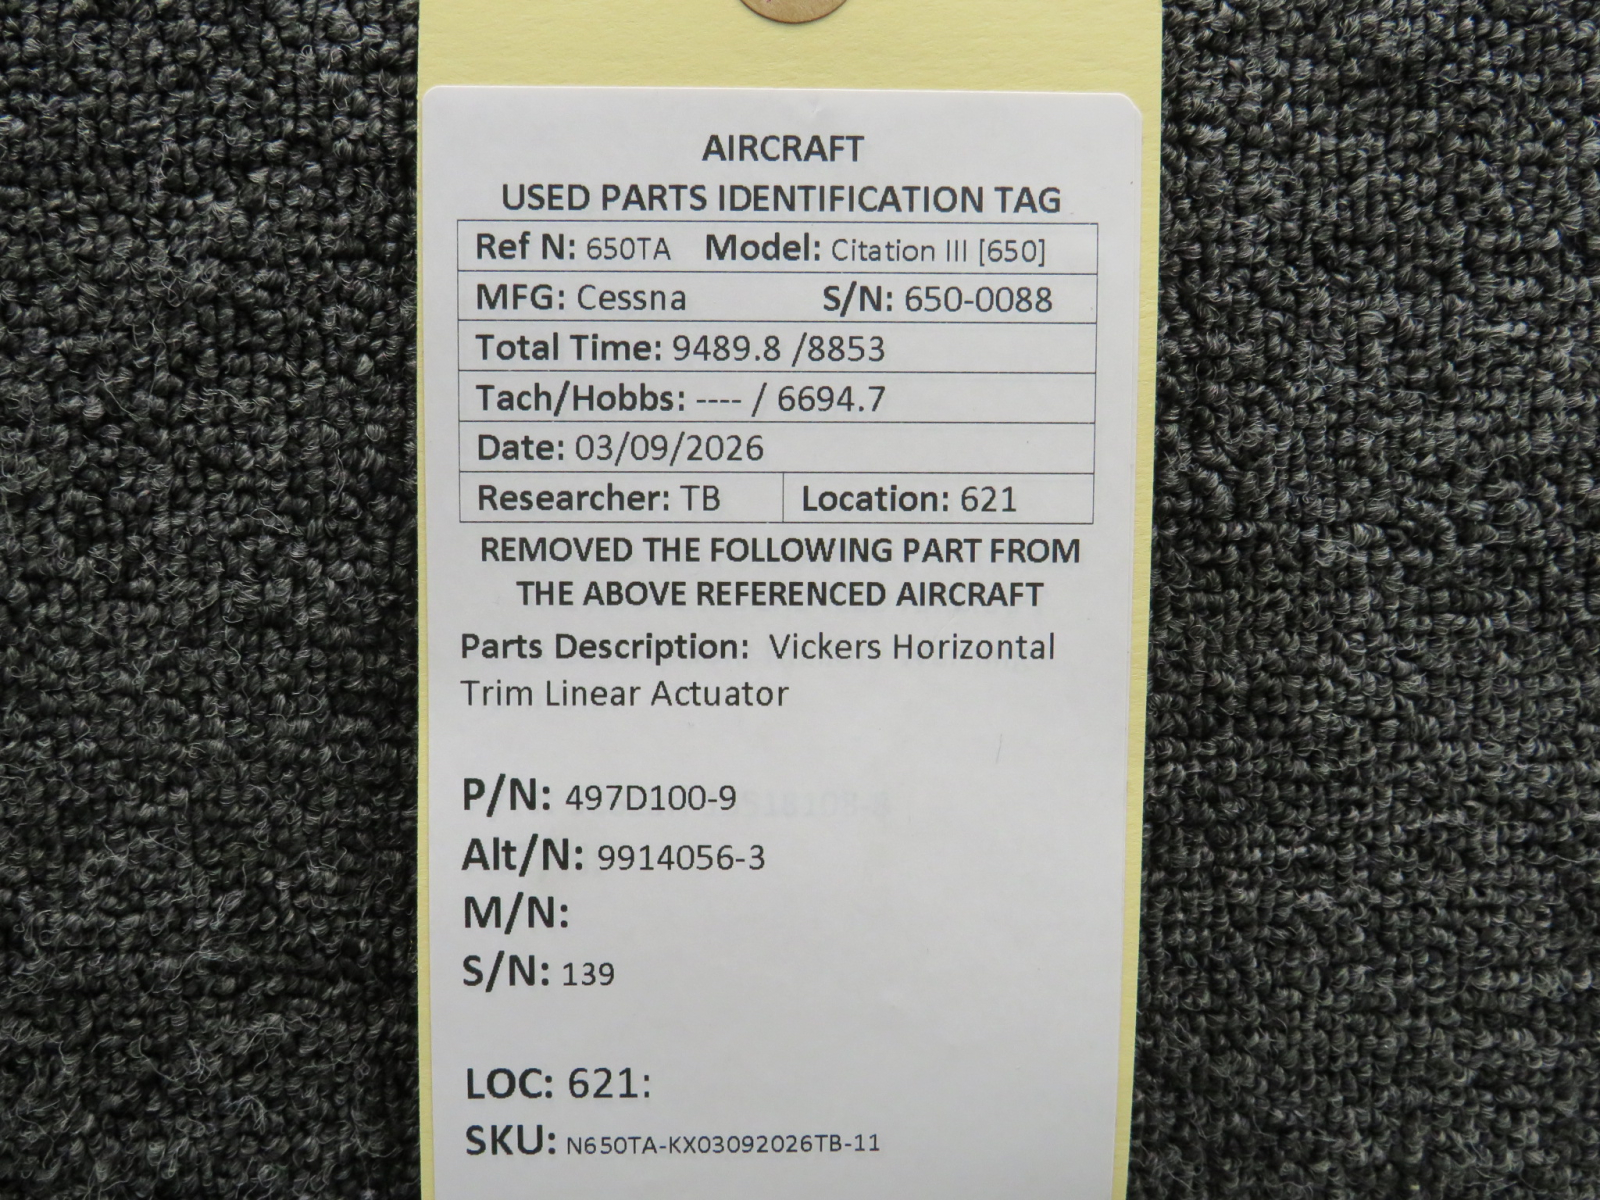 AIRCRAFT
USED PARTS IDENTIFICATION TAG
Ref N: 650TA Model: Citation III [650]
MFG: Cessna S/N: 650-0088
Total Time: 9489.8 /8853
Tach/Hobbs: ---- / 6694.7
Date: 03/09/2026
Researcher: TB Location: 621
REMOVED THE FOLLOWING PART FROM
THE ABOVE REFERENCED AIRCRAFT
Parts Description: Vickers Horizontal
Trim Linear Actuator
P/N: 497D100-9
Alt/N: 9914056-3
M/N:
S/N: 139
LOC: 621:
SKU: N650TA-KX03092026TB-11